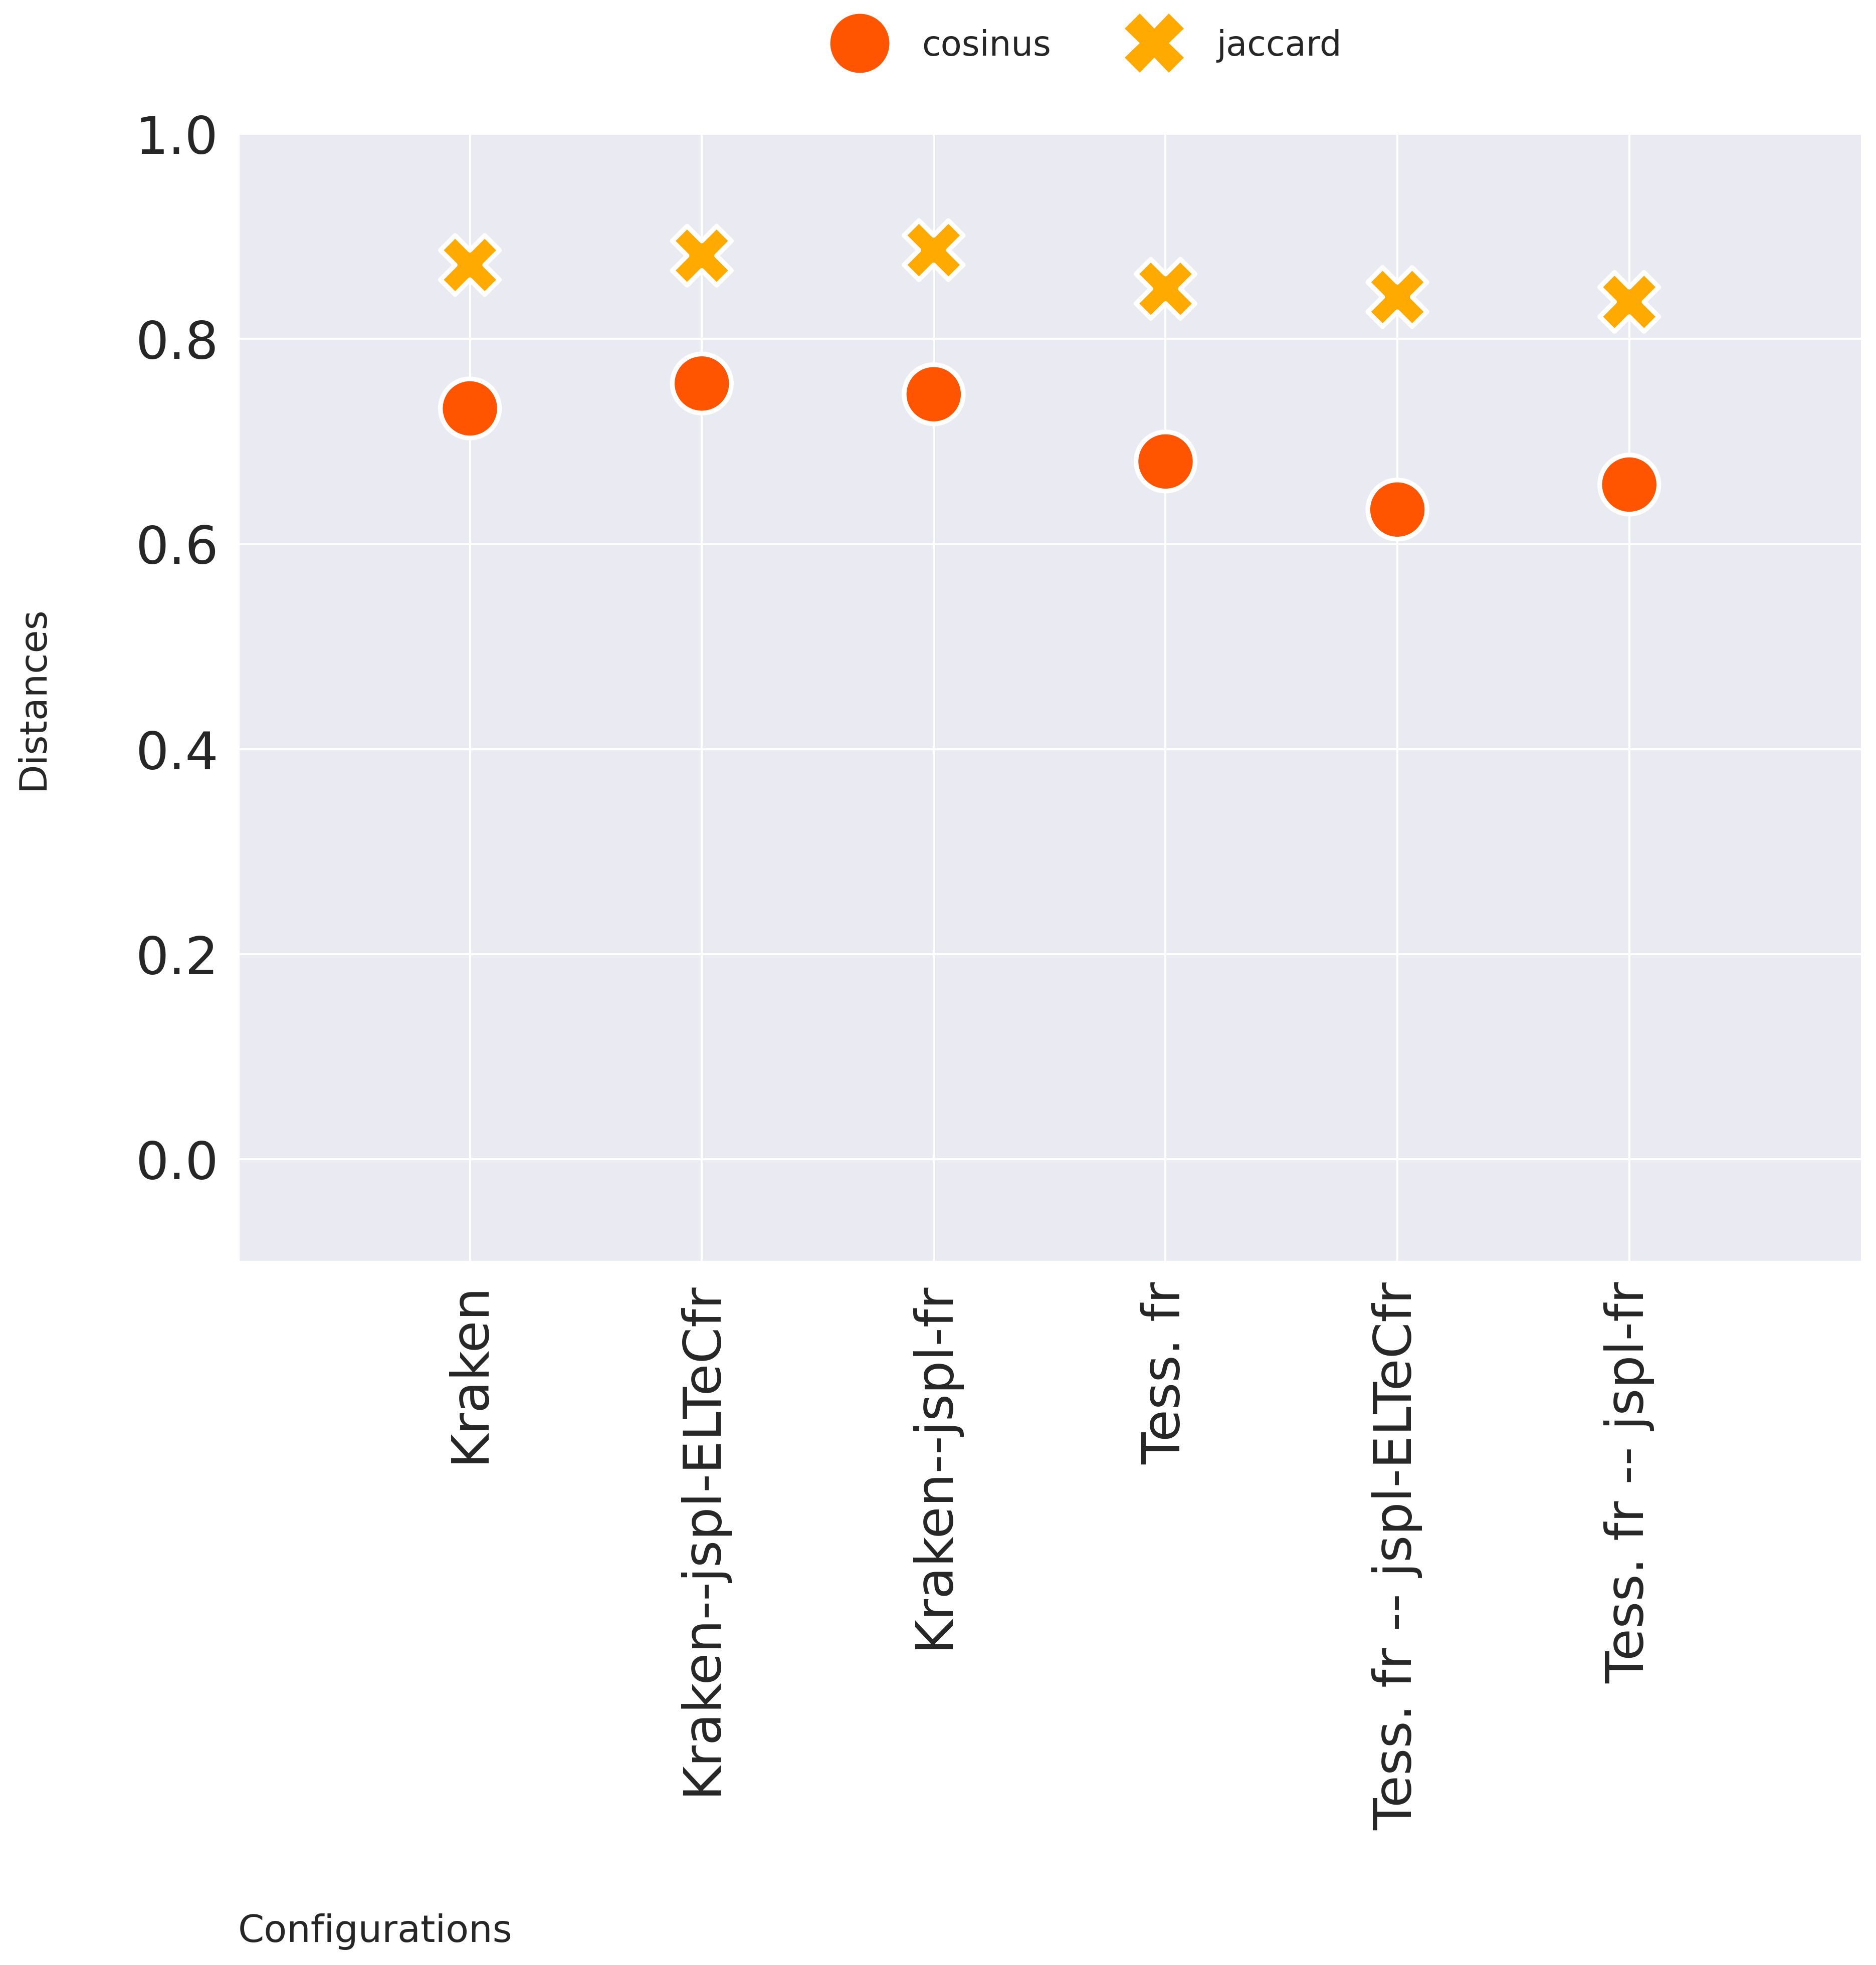 cosinus
jaccard
1.0
0.8
0.6
0.4
0.2
0.0
Distances
Kraken
Kraken--jspl-ELTeCfr
Kraken--jspl-fr
Tess. fr
Tess. fr -- jspl-ELTeCfr
Tess. fr -- jspl-fr
Configurations